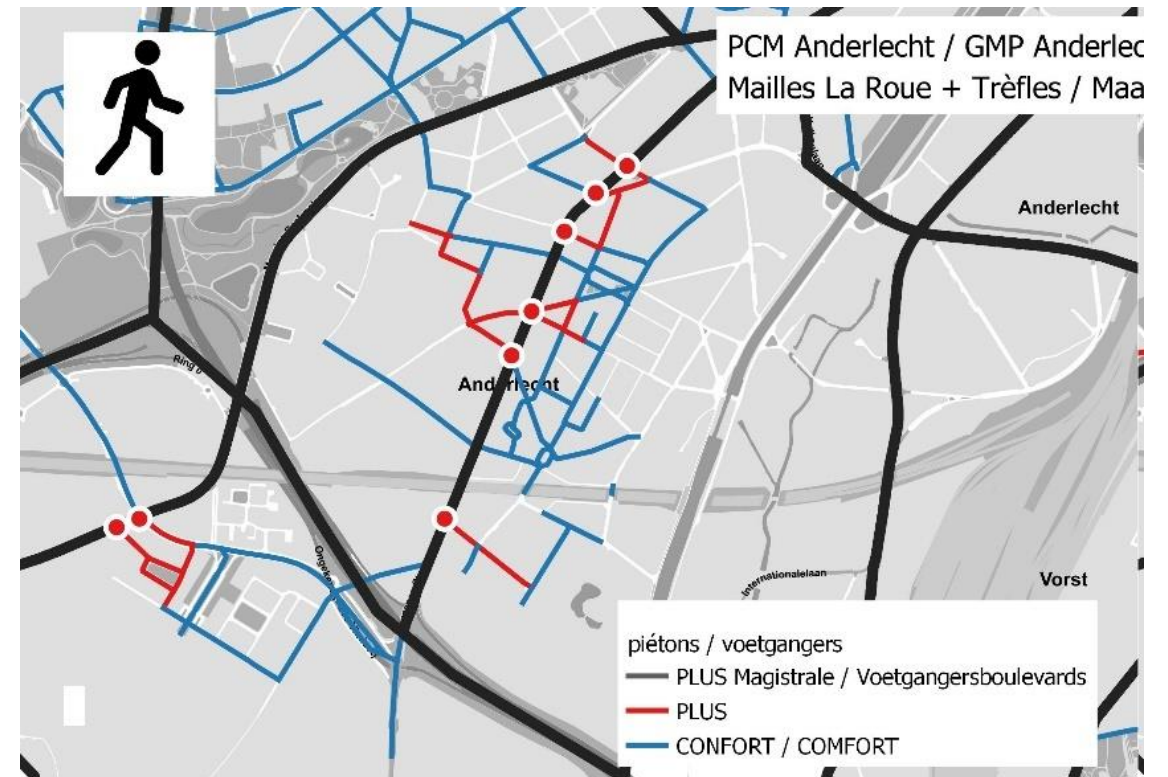 PCM Anderlecht / GMP Anderlec
Mailles La Roue + Trèfles / Maa
Anderlecht
Ring 0
Anderlecht
Internationalelaan
Vorst
piétons / voetgangers
PLUS Magistrale / Voetgangersboulevards
PLUS
CONFORT / COMFORT